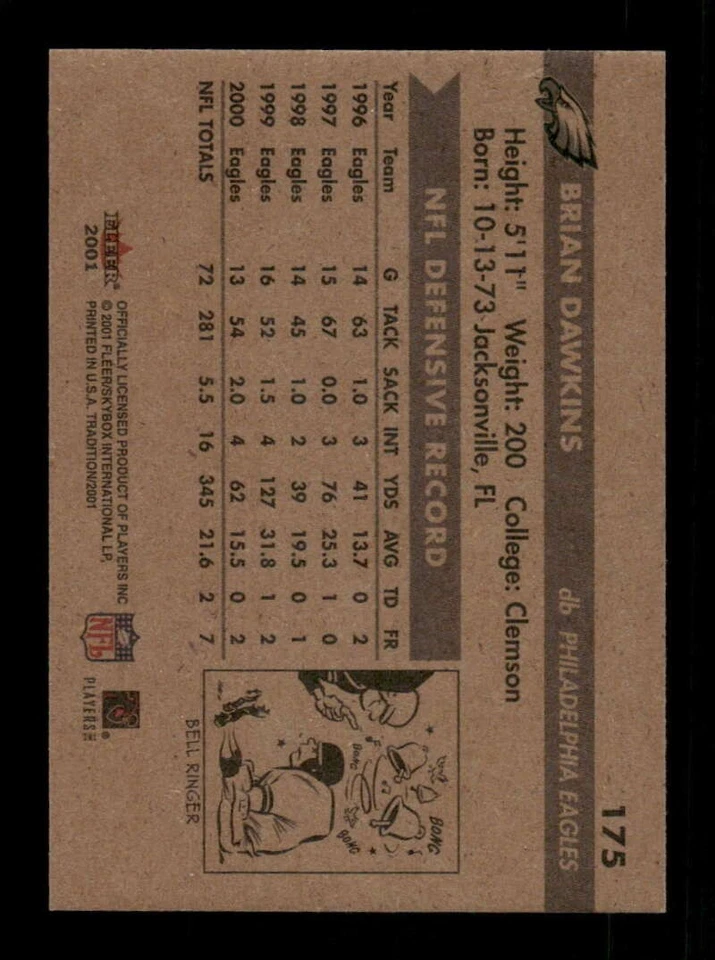 175
BRIAN DAWKINS db PHILADELPHIA EAGLES
Height: 5'11" Weight: 200 College: Clemson
Born: 10-13-73 Jacksonville, FL
NFL DEFENSIVE RECORD
Year Team G TACK SACK INT YDS AVG TD FR
1996 Eagles 14 63 1.0 3 41 13.7 0 2
1997 Eagles 15 67 0.0 3 76 25.3 1 0
1998 Eagles 14 45 1.0 2 39 19.5 0 1
1999 Eagles 16 52 1.5 4 127 31.8 1 2
2000 Eagles 13 54 2.0 4 62 15.5 0 2
NFL TOTALS 72 281 5.5 16 345 21.6 2 7
BONG
BONG
BONG
BONG
BELL RINGER
FLEER
2001
OFFICIALLY LICENSED PRODUCT OF PLAYERS INC
© 2001 FLEER/SKYBOX INTERNATIONAL LP.
PRINTED IN U.S.A. TRADITION/2001
NFL
PLAYERS INC